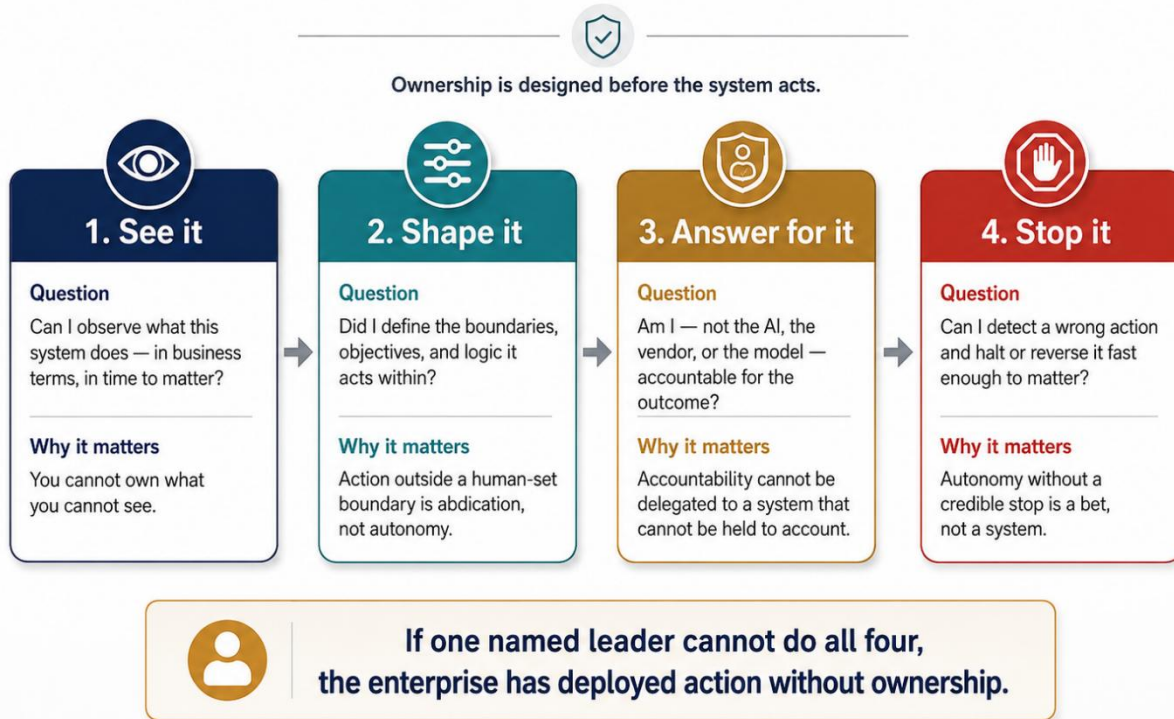 Ownership is designed before the system acts.
1. See it
Question
Can I observe what this
system does — in business
terms, in time to matter?
Why it matters
You cannot own what
you cannot see.
2. Shape it
Question
Did I define the boundaries,
objectives, and logic it
acts within?
Why it matters
Action outside a human-set
boundary is abdication,
not autonomy.
3. Answer for it
Question
Am I — not the AI, the
vendor, or the model —
accountable for the
outcome?
Why it matters
Accountability cannot be
delegated to a system that
cannot be held to account.
4. Stop it
Question
Can I detect a wrong action
and halt or reverse it fast
enough to matter?
Why it matters
Autonomy without a
credible stop is a bet,
not a system.
If one named leader cannot do all four,
the enterprise has deployed action without ownership.